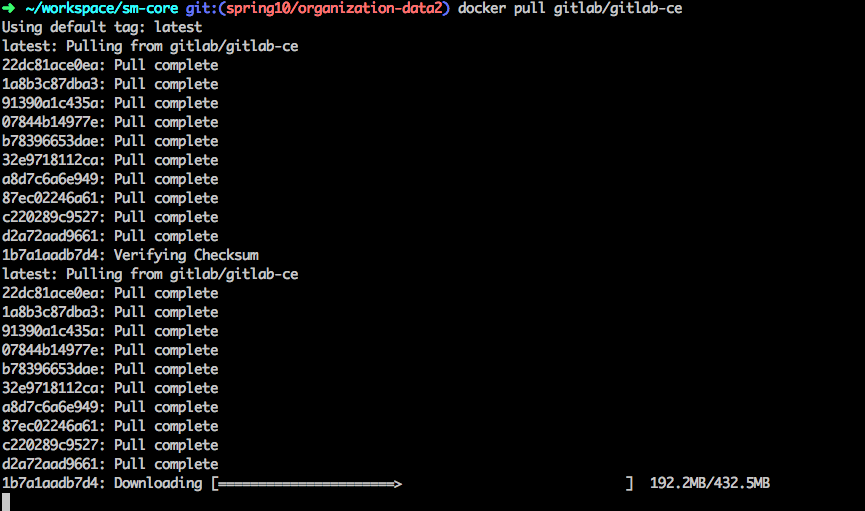 ➜ ~/workspace/sm-core git:(spring10/organization-data2) docker pull gitlab/gitlab-ce
Using default tag: latest
latest: Pulling from gitlab/gitlab-ce
22dc81ace0ea: Pull complete
1a8b3c87dba3: Pull complete
91390a1c435a: Pull complete
07844b14977e: Pull complete
b78396653dae: Pull complete
32e9718112ca: Pull complete
a8d7c6a6e949: Pull complete
87ec02246a61: Pull complete
c220289c9527: Pull complete
d2a72aad9661: Pull complete
1b7a1aadb7d4: Verifying Checksum
latest: Pulling from gitlab/gitlab-ce
22dc81ace0ea: Pull complete
1a8b3c87dba3: Pull complete
91390a1c435a: Pull complete
07844b14977e: Pull complete
b78396653dae: Pull complete
32e9718112ca: Pull complete
a8d7c6a6e949: Pull complete
87ec02246a61: Pull complete
c220289c9527: Pull complete
d2a72aad9661: Pull complete
1b7a1aadb7d4: Downloading [======================>                            ]  192.2MB/432.5MB